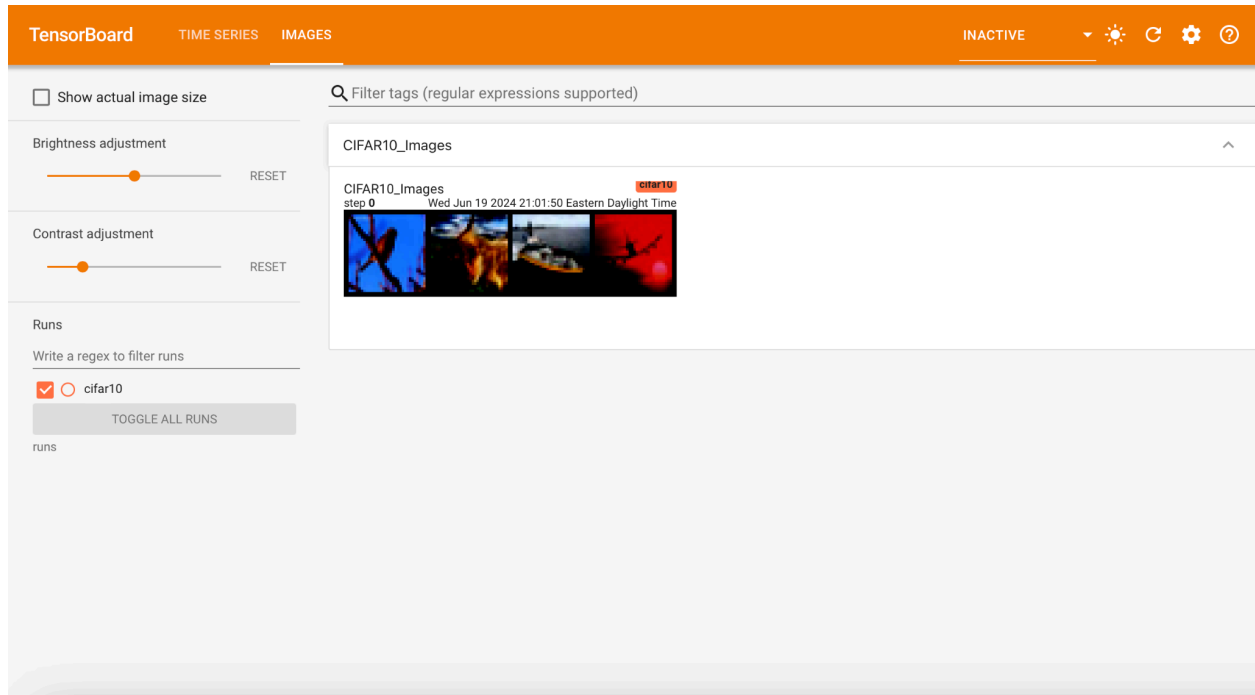 TensorBoard TIME SERIES IMAGES INACTIVE
Show actual image size
Filter tags (regular expressions supported)
Brightness adjustment
RESET
Contrast adjustment
RESET
Runs
Write a regex to filter runs
cifar10
TOGGLE ALL RUNS
runs
CIFAR10_Images
CIFAR10_Images cifar10
step 0 Wed Jun 19 2024 21:01:50 Eastern Daylight Time